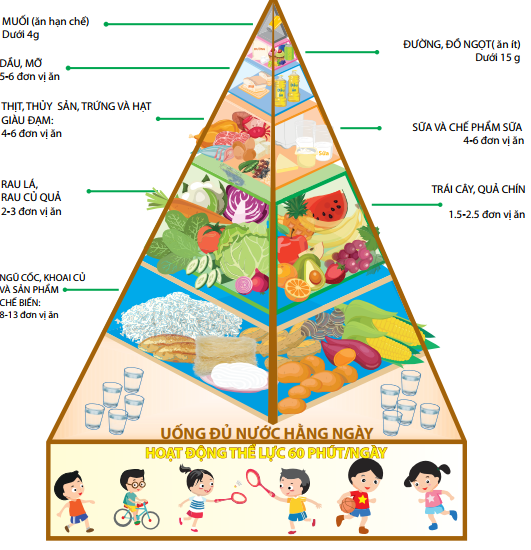 MUỐI (ăn hạn chế)
Dưới 4g
ĐƯỜNG, ĐỒ NGỌT( ăn ít)
Dưới 15 g
DẦU, MỠ
5-6 đơn vị ăn
THỊT, THỦY SẢN, TRỨNG VÀ HẠT
GIÀU ĐẠM:
4-6 đơn vị ăn
SỮA VÀ CHẾ PHẨM SỮA
4-6 đơn vị ăn
RAU LÁ,
RAU CỦ QUẢ
2-3 đơn vị ăn
TRÁI CÂY, QUẢ CHÍN
1.5-2.5 đơn vị ăn
NGŨ CỐC, KHOAI CỦ
VÀ SẢN PHẨM
CHẾ BIẾN:
8-13 đơn vị ăn
UỐNG ĐỦ NƯỚC HẰNG NGÀY
HOẠT ĐỘNG THỂ LỰC 60 PHÚT/NGÀY